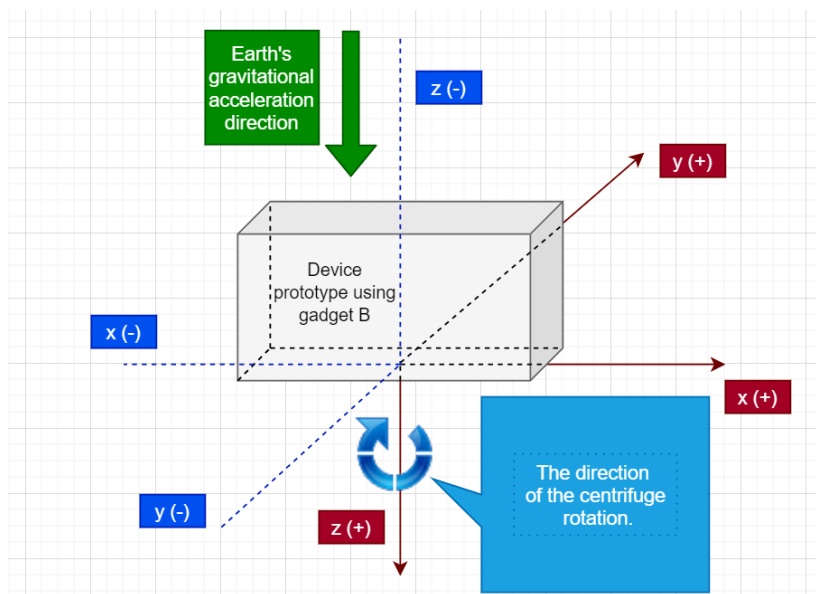 Earth's
gravitational
acceleration
direction
z (-)
y (+)
Device
prototype using
gadget B
x (-)
x (+)
y (-)
z (+)
The direction
of the centrifuge
rotation.